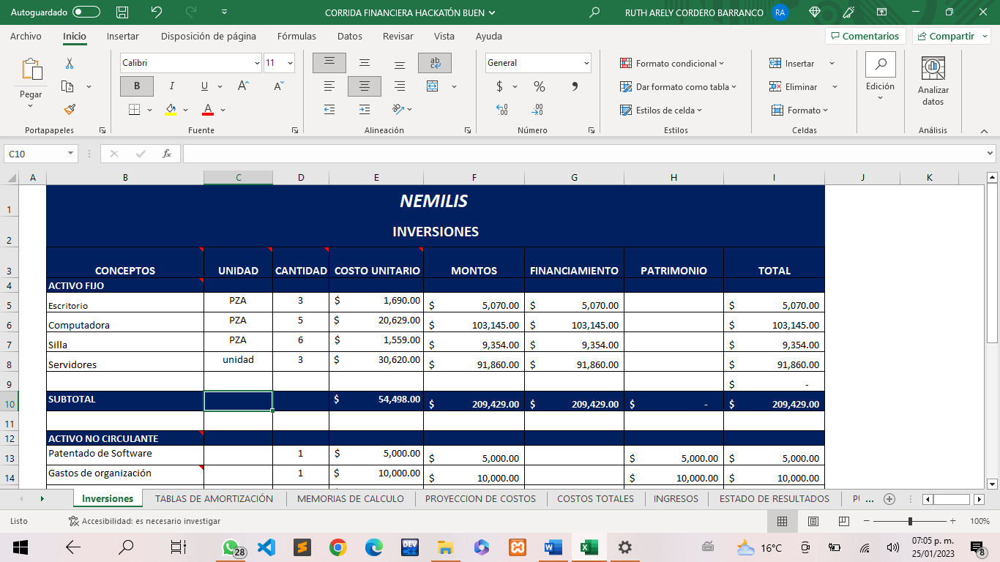 Autoguardado CORRIDA FINANCIERA HACKATÓN BUEN RUTH ARELY CORDERO BARRANCO RA
Archivo Inicio Insertar Disposición de página Fórmulas Datos Revisar Vista Ayuda Comentarios Compartir
Pegar
Portapapeles
Calibri 11
B I U A A
A
Fuente
ab
Alineación
General
$ % ,
Número
Formato condicional
Dar formato como tabla
Estilos de celda
Estilos
Insertar
Eliminar
Formato
Celdas
Edición
Analizar
datos
Análisis
C10 fx
A B C D E F G H I J K
1 NEMILIS
2 INVERSIONES
3 CONCEPTOS UNIDAD CANTIDAD COSTO UNITARIO MONTOS FINANCIAMIENTO PATRIMONIO TOTAL
4 ACTIVO FIJO
5 Escritorio PZA 3 $ 1,690.00 $ 5,070.00 $ 5,070.00 $ 5,070.00
6 Computadora PZA 5 $ 20,629.00 $ 103,145.00 $ 103,145.00 $ 103,145.00
7 Silla PZA 6 $ 1,559.00 $ 9,354.00 $ 9,354.00 $ 9,354.00
8 Servidores unidad 3 $ 30,620.00 $ 91,860.00 $ 91,860.00 $ 91,860.00
9 $ -
10 SUBTOTAL $ 54,498.00 $ 209,429.00 $ 209,429.00 $ - $ 209,429.00
11
12 ACTIVO NO CIRCULANTE
13 Patentado de Software 1 $ 5,000.00 $ 5,000.00 $ 5,000.00 $ 5,000.00
14 Gastos de organización 1 $ 10,000.00 $ 10,000.00 $ 10,000.00 $ 10,000.00
Inversiones TABLAS DE AMORTIZACIÓN MEMORIAS DE CALCULO PROYECCION DE COSTOS COSTOS TOTALES INGRESOS ESTADO DE RESULTADOS ...
Listo Accesibilidad: es necesario investigar 100%
28 DEV 16°C 07:05 p. m.
25/01/2023 8